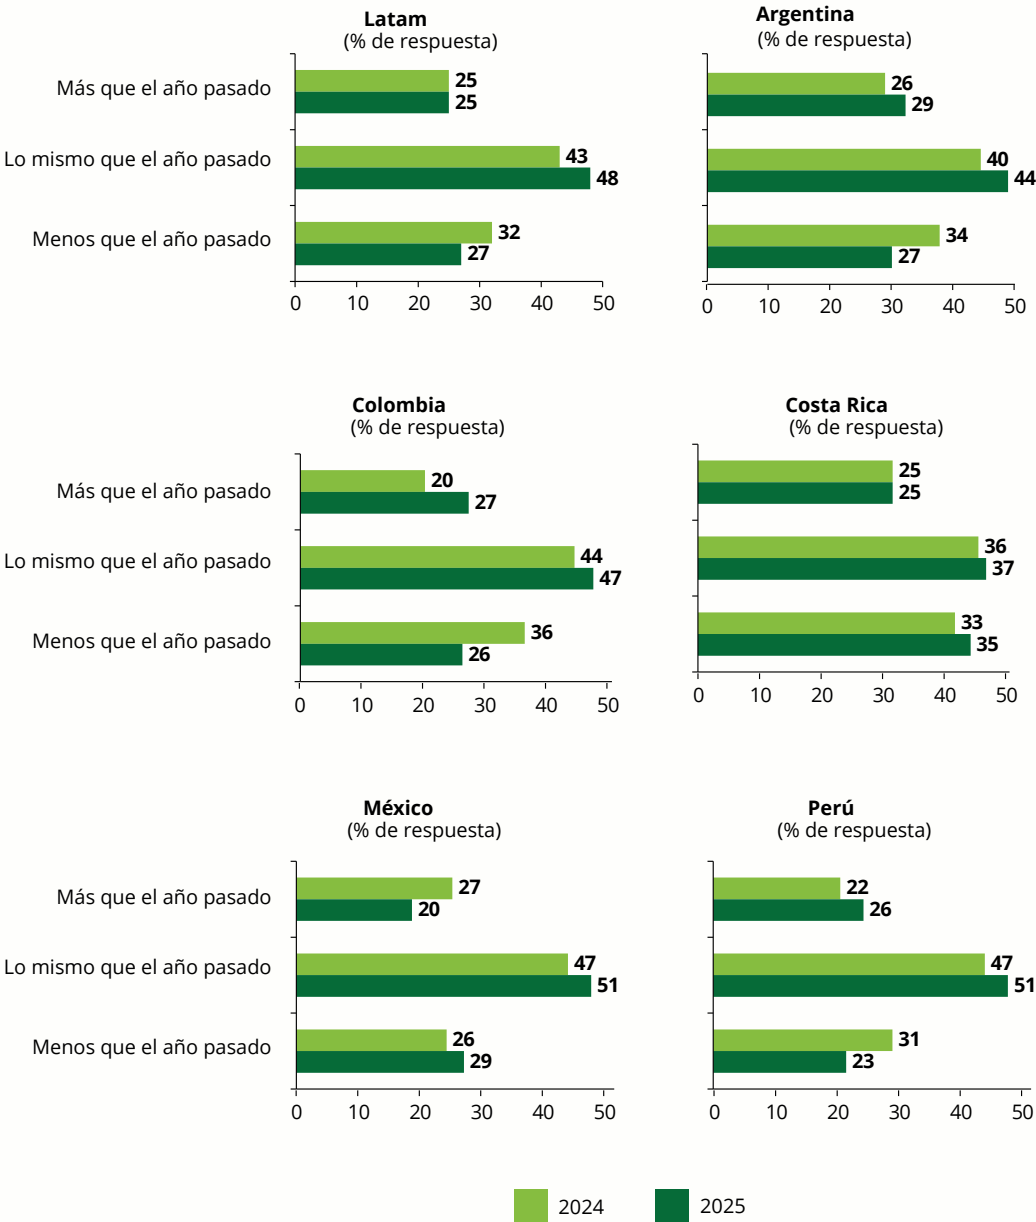 Latam
(% de respuesta)
Más que el año pasado
25
25
Lo mismo que el año pasado
43
48
Menos que el año pasado
32
27
0 10 20 30 40 50
Argentina
(% de respuesta)
26
29
40
44
34
27
0 10 20 30 40 50
Colombia
(% de respuesta)
Más que el año pasado
20
27
Lo mismo que el año pasado
44
47
Menos que el año pasado
36
26
0 10 20 30 40 50
Costa Rica
(% de respuesta)
25
25
36
37
33
35
0 10 20 30 40 50
México
(% de respuesta)
Más que el año pasado
27
20
Lo mismo que el año pasado
47
51
Menos que el año pasado
26
29
0 10 20 30 40 50
Perú
(% de respuesta)
22
26
47
51
31
23
0 10 20 30 40 50
2024 2025